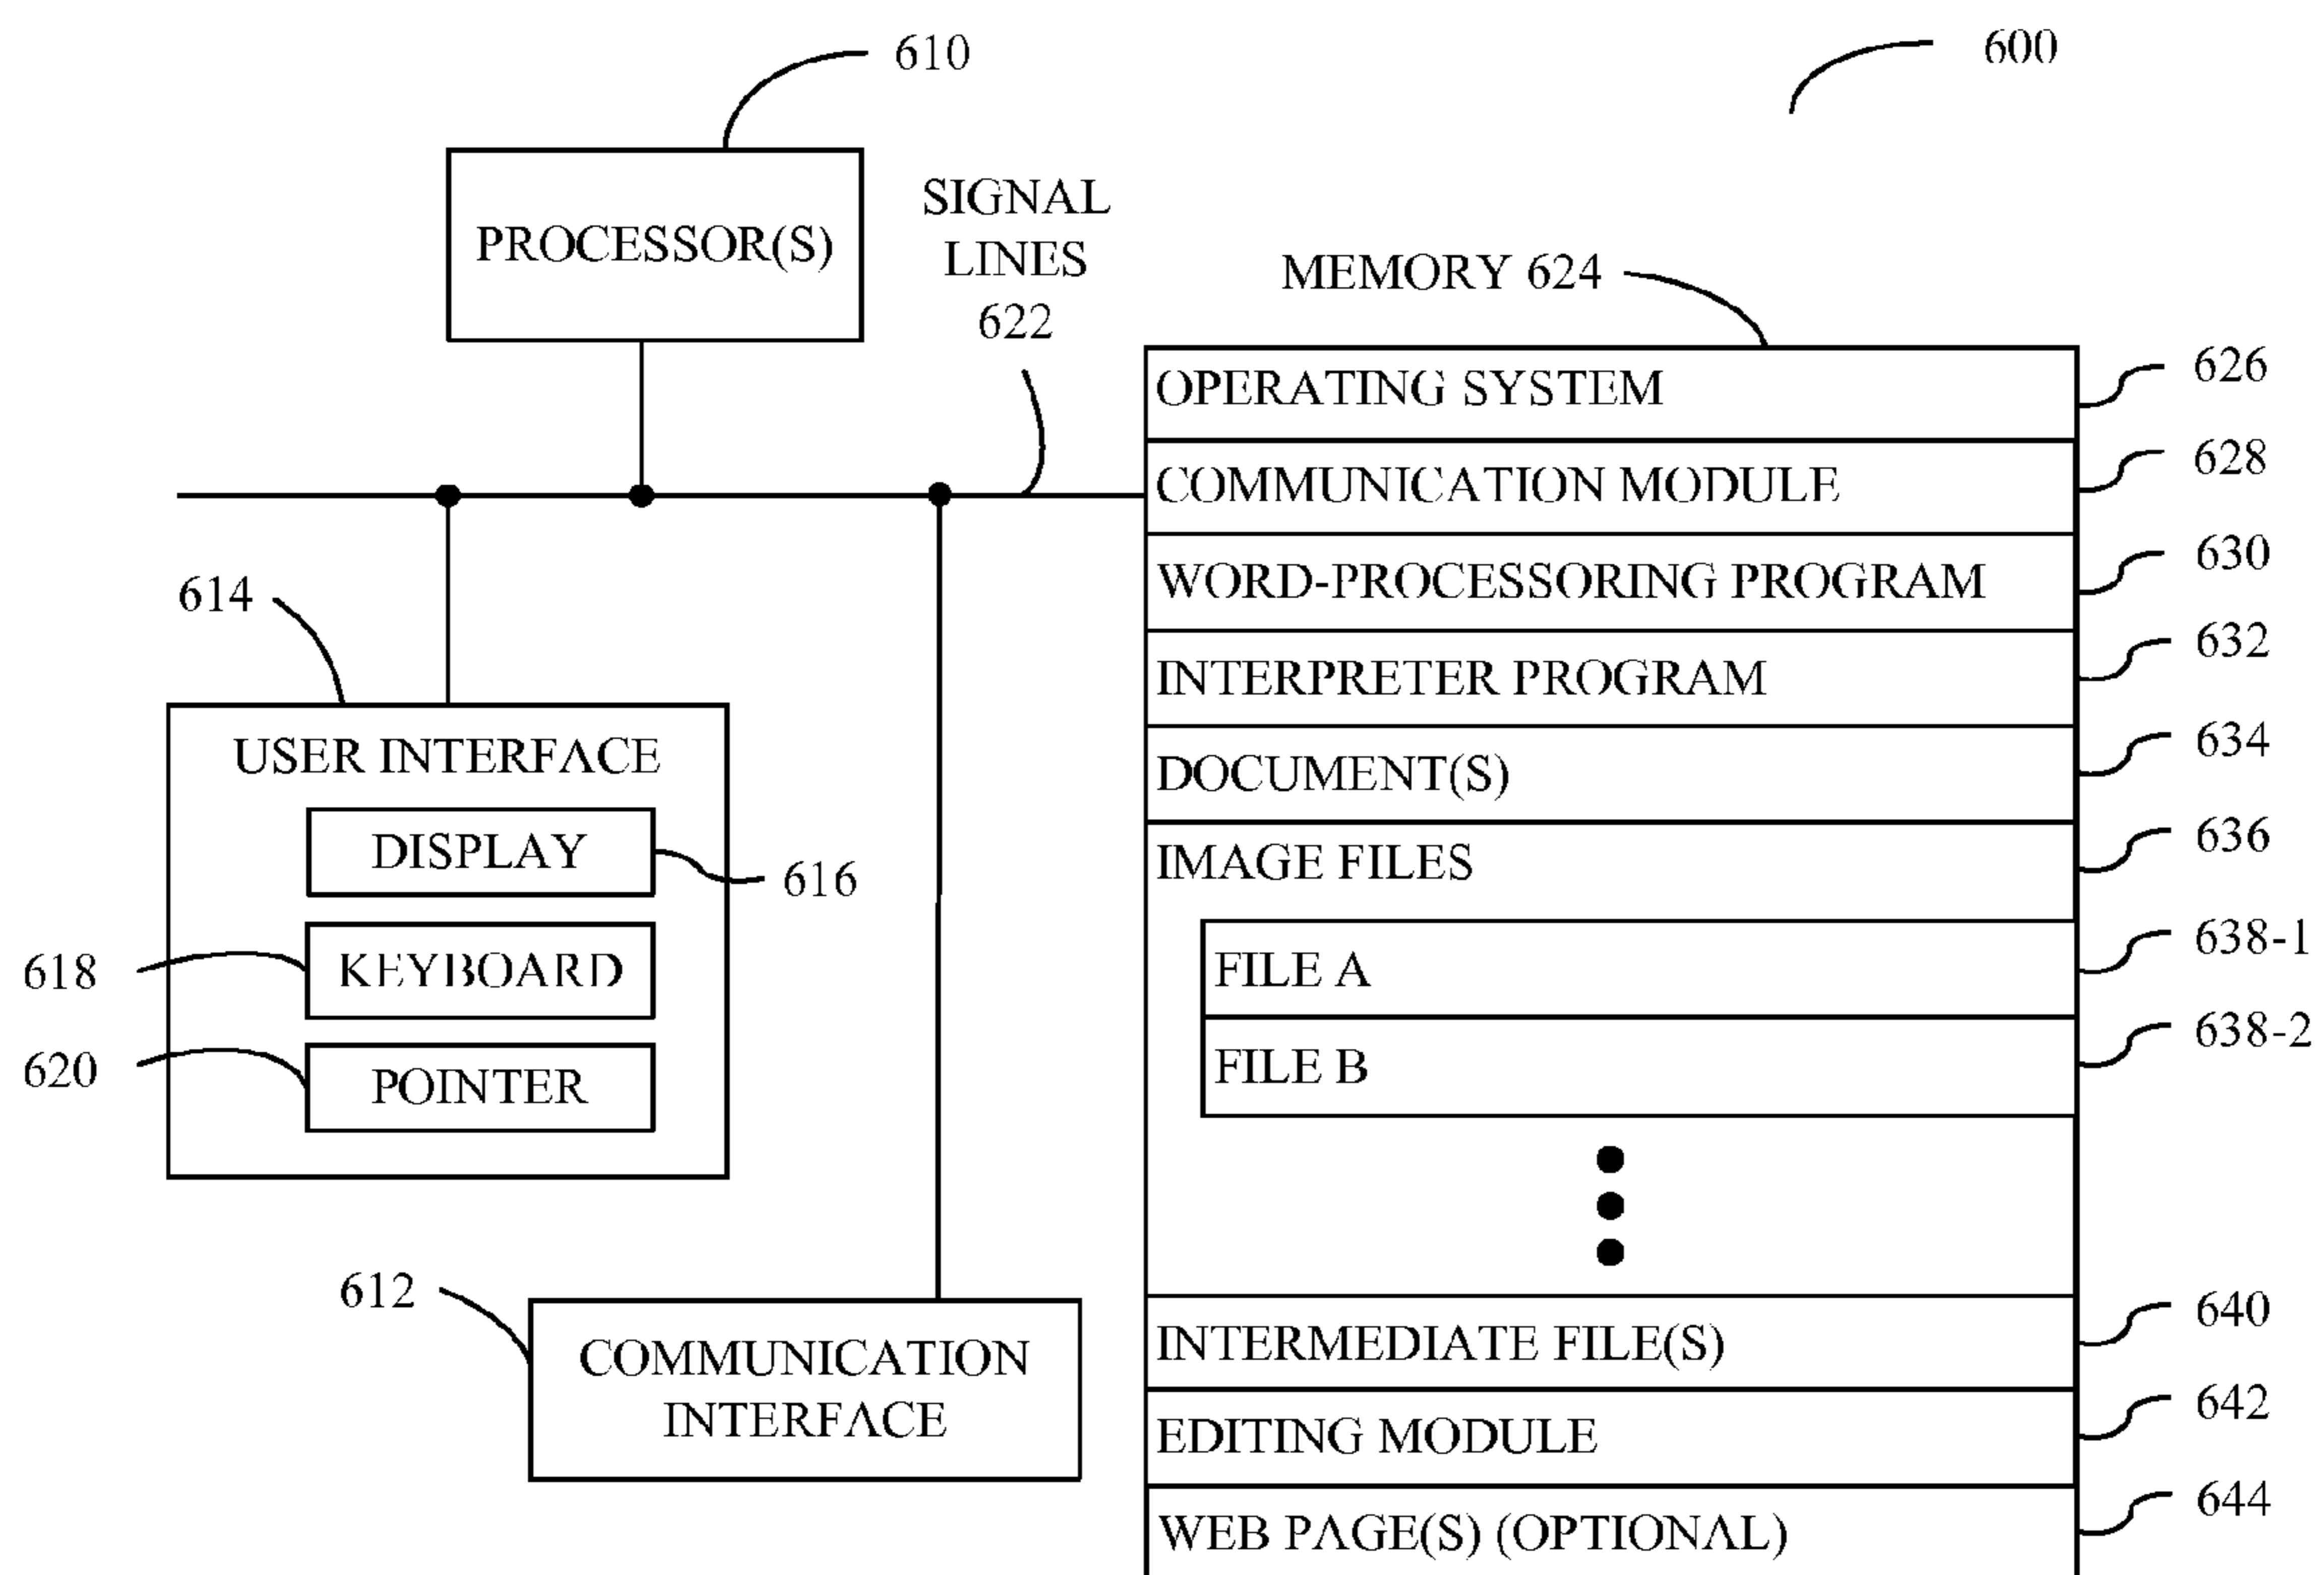 610
600
PROCESSOR(S)
SIGNAL
LINES
622
MEMORY 624
OPERATING SYSTEM
626
COMMUNICATION MODULE
628
WORD-PROCESSORING PROGRAM
630
INTERPRETER PROGRAM
632
DOCUMENT(S)
634
IMAGE FILES
636
FILE A
638-1
FILE B
638-2
INTERMEDIATE FILE(S)
640
EDITING MODULE
642
WEB PAGE(S) (OPTIONAL)
644
614
USER INTERFACE
DISPLAY
616
618
KEYBOARD
620
POINTER
612
COMMUNICATION
INTERFACE